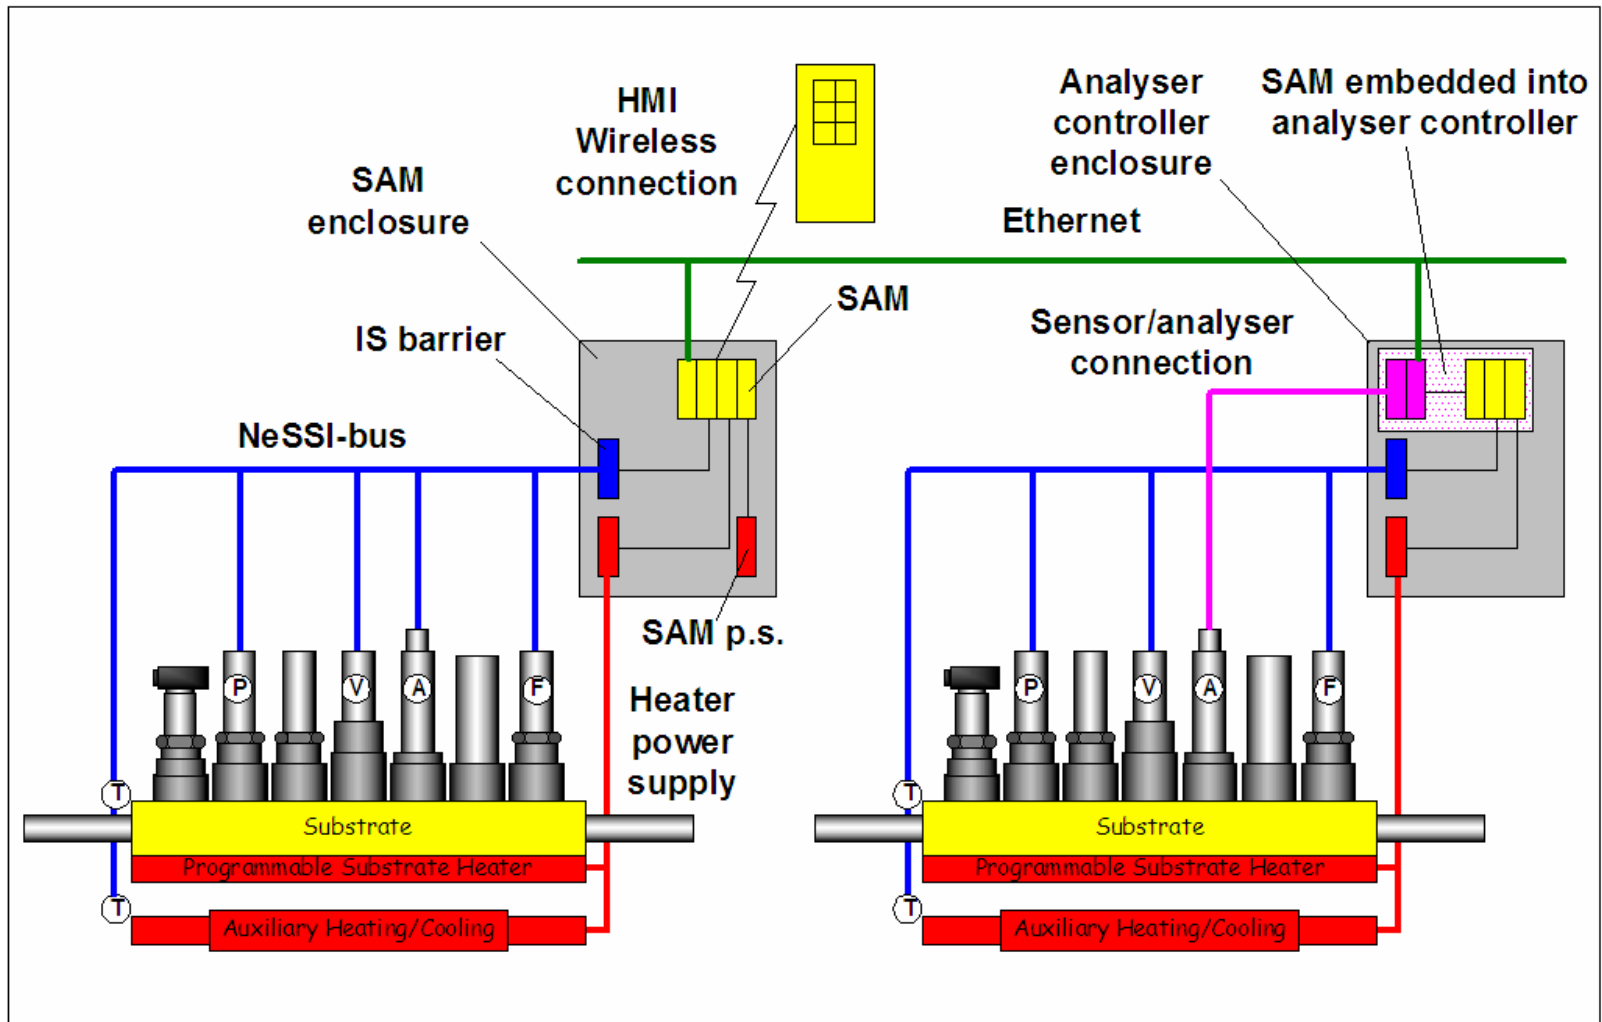 HMI
Wireless
connection
Analyser
controller
enclosure
SAM embedded into
analyser controller
SAM
enclosure
Ethernet
SAM
IS barrier
Sensor/analyser
connection
NeSSI-bus
SAM p.s.
Heater
power
supply
P
V
A
F
T
Substrate
Programmable Substrate Heater
T
Auxiliary Heating/Cooling
P
V
A
F
T
Substrate
Programmable Substrate Heater
T
Auxiliary Heating/Cooling